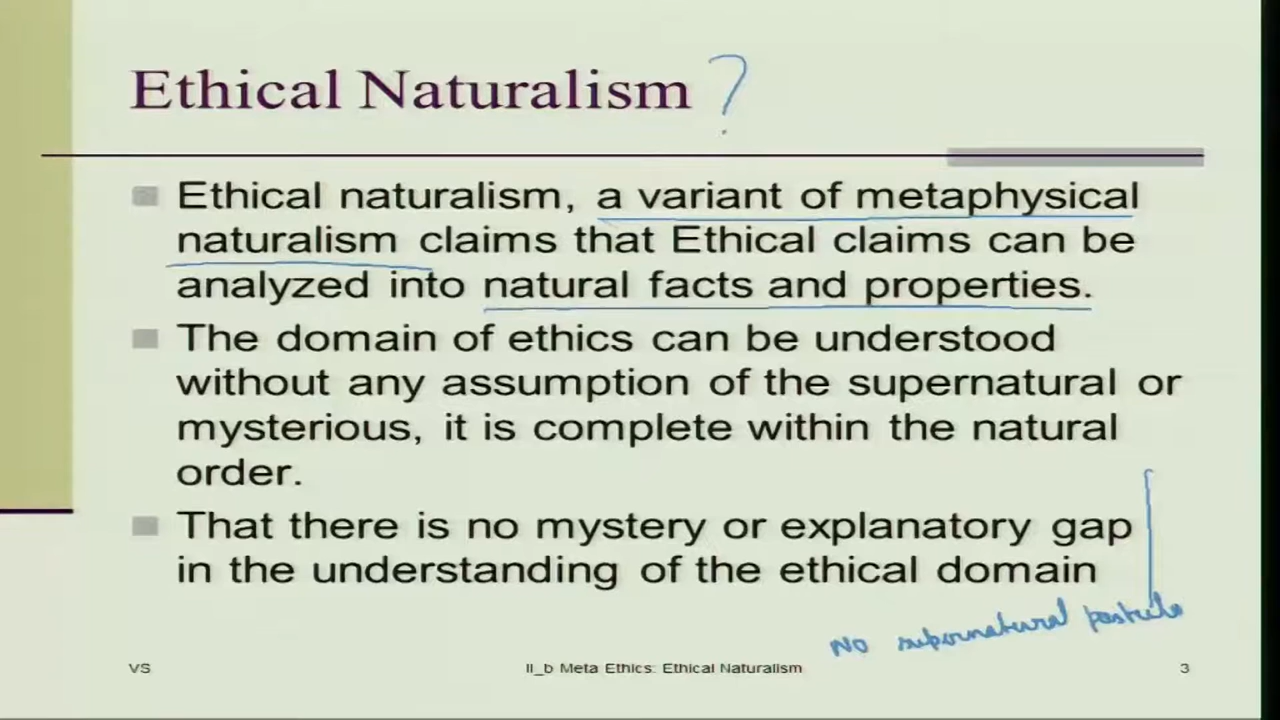 Ethical Naturalism ?
Ethical naturalism, a variant of metaphysical
naturalism claims that Ethical claims can be
analyzed into natural facts and properties.
The domain of ethics can be understood
without any assumption of the supernatural or
mysterious, it is complete within the natural
order.
That there is no mystery or explanatory gap
in the understanding of the ethical domain
No supernatural
VS
II_b Meta Ethics: Ethical Naturalism
3